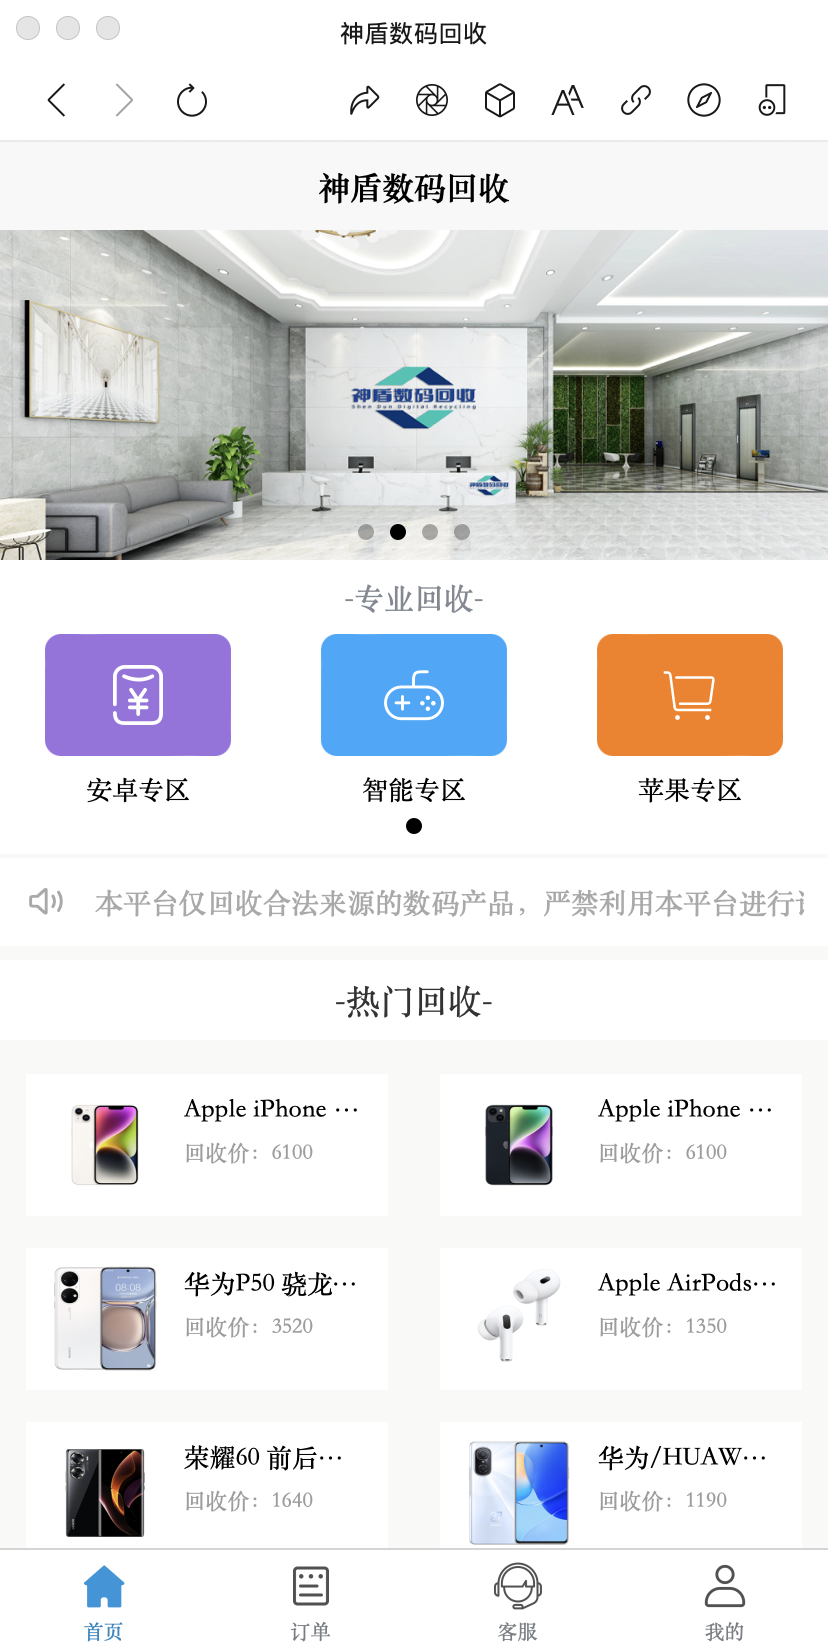 神盾数码回收
神盾数码回收
神盾数码回收
Shen Dun Digital Recycling
神盾数码回收
-专业回收-
安卓专区
智能专区
苹果专区
本平台仅回收合法来源的数码产品，严禁利用本平台进行
-热门回收-
Apple iPhone ···
回收价：6100
Apple iPhone ···
回收价：6100
华为P50 骁龙···
回收价：3520
Apple AirPods···
回收价：1350
荣耀60 前后···
回收价：1640
华为/HUAW···
回收价：1190
首页
订单
客服
我的